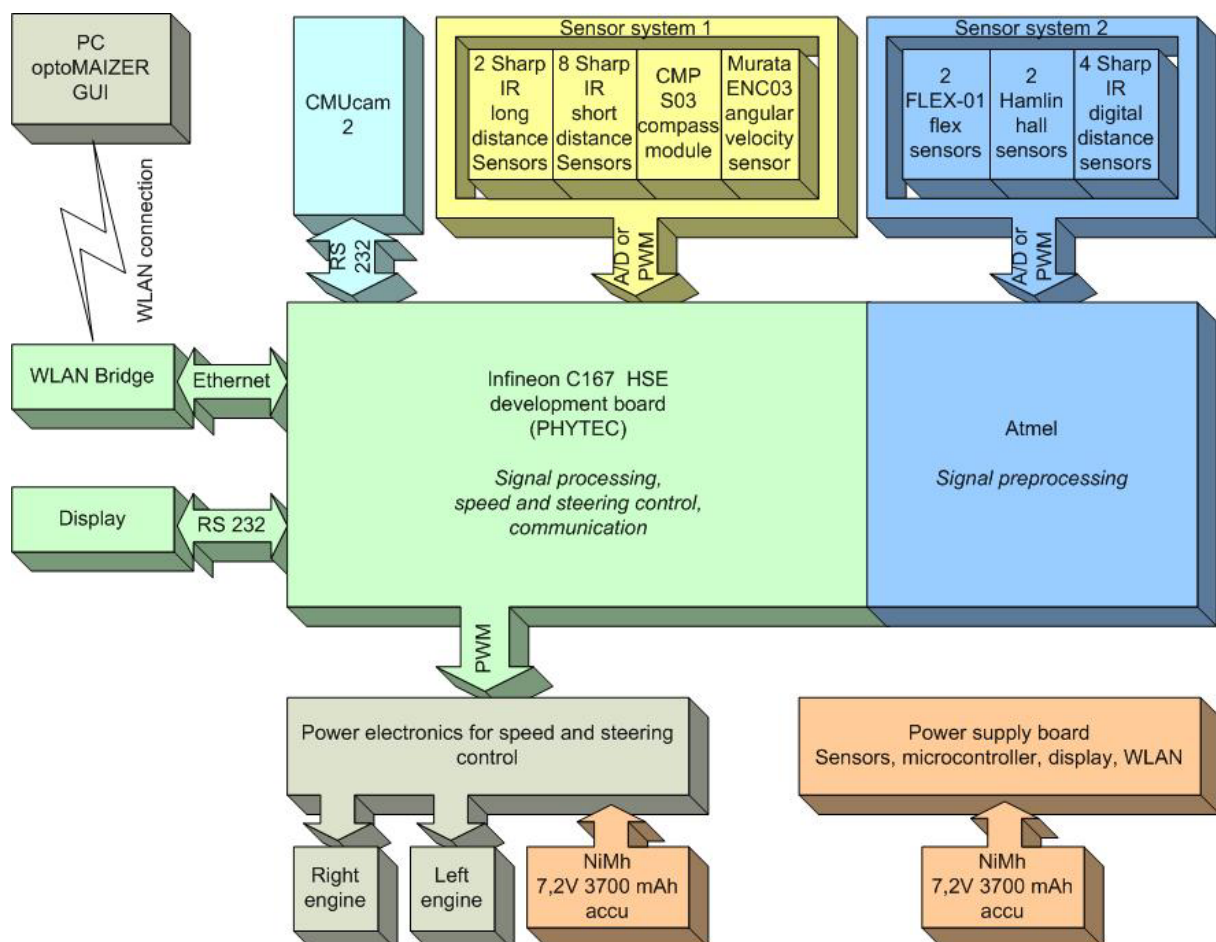 PC
optoMAIZER
GUI
WLAN connection
CMUcam
2
RS
232
Sensor system 1
2 Sharp
IR
long
distance
Sensors
8 Sharp
IR
short
distance
Sensors
CMP
S03
compass
module
Murata
ENC03
angular
velocity
sensor
A/D or
PWM
Sensor system 2
2
FLEX-01
flex
sensors
2
Hamlin
hall
sensors
4 Sharp
IR
digital
distance
sensors
A/D or
PWM
WLAN Bridge
Ethernet
Display
RS 232
Infineon C167 HSE
development board
(PHYTEC)
Signal processing,
speed and steering control,
communication
Atmel
Signal preprocessing
PWM
Power electronics for speed and steering
control
Right
engine
Left
engine
NiMh
7,2V 3700 mAh
accu
Power supply board
Sensors, microcontroller, display, WLAN
NiMh
7,2V 3700 mAh
accu